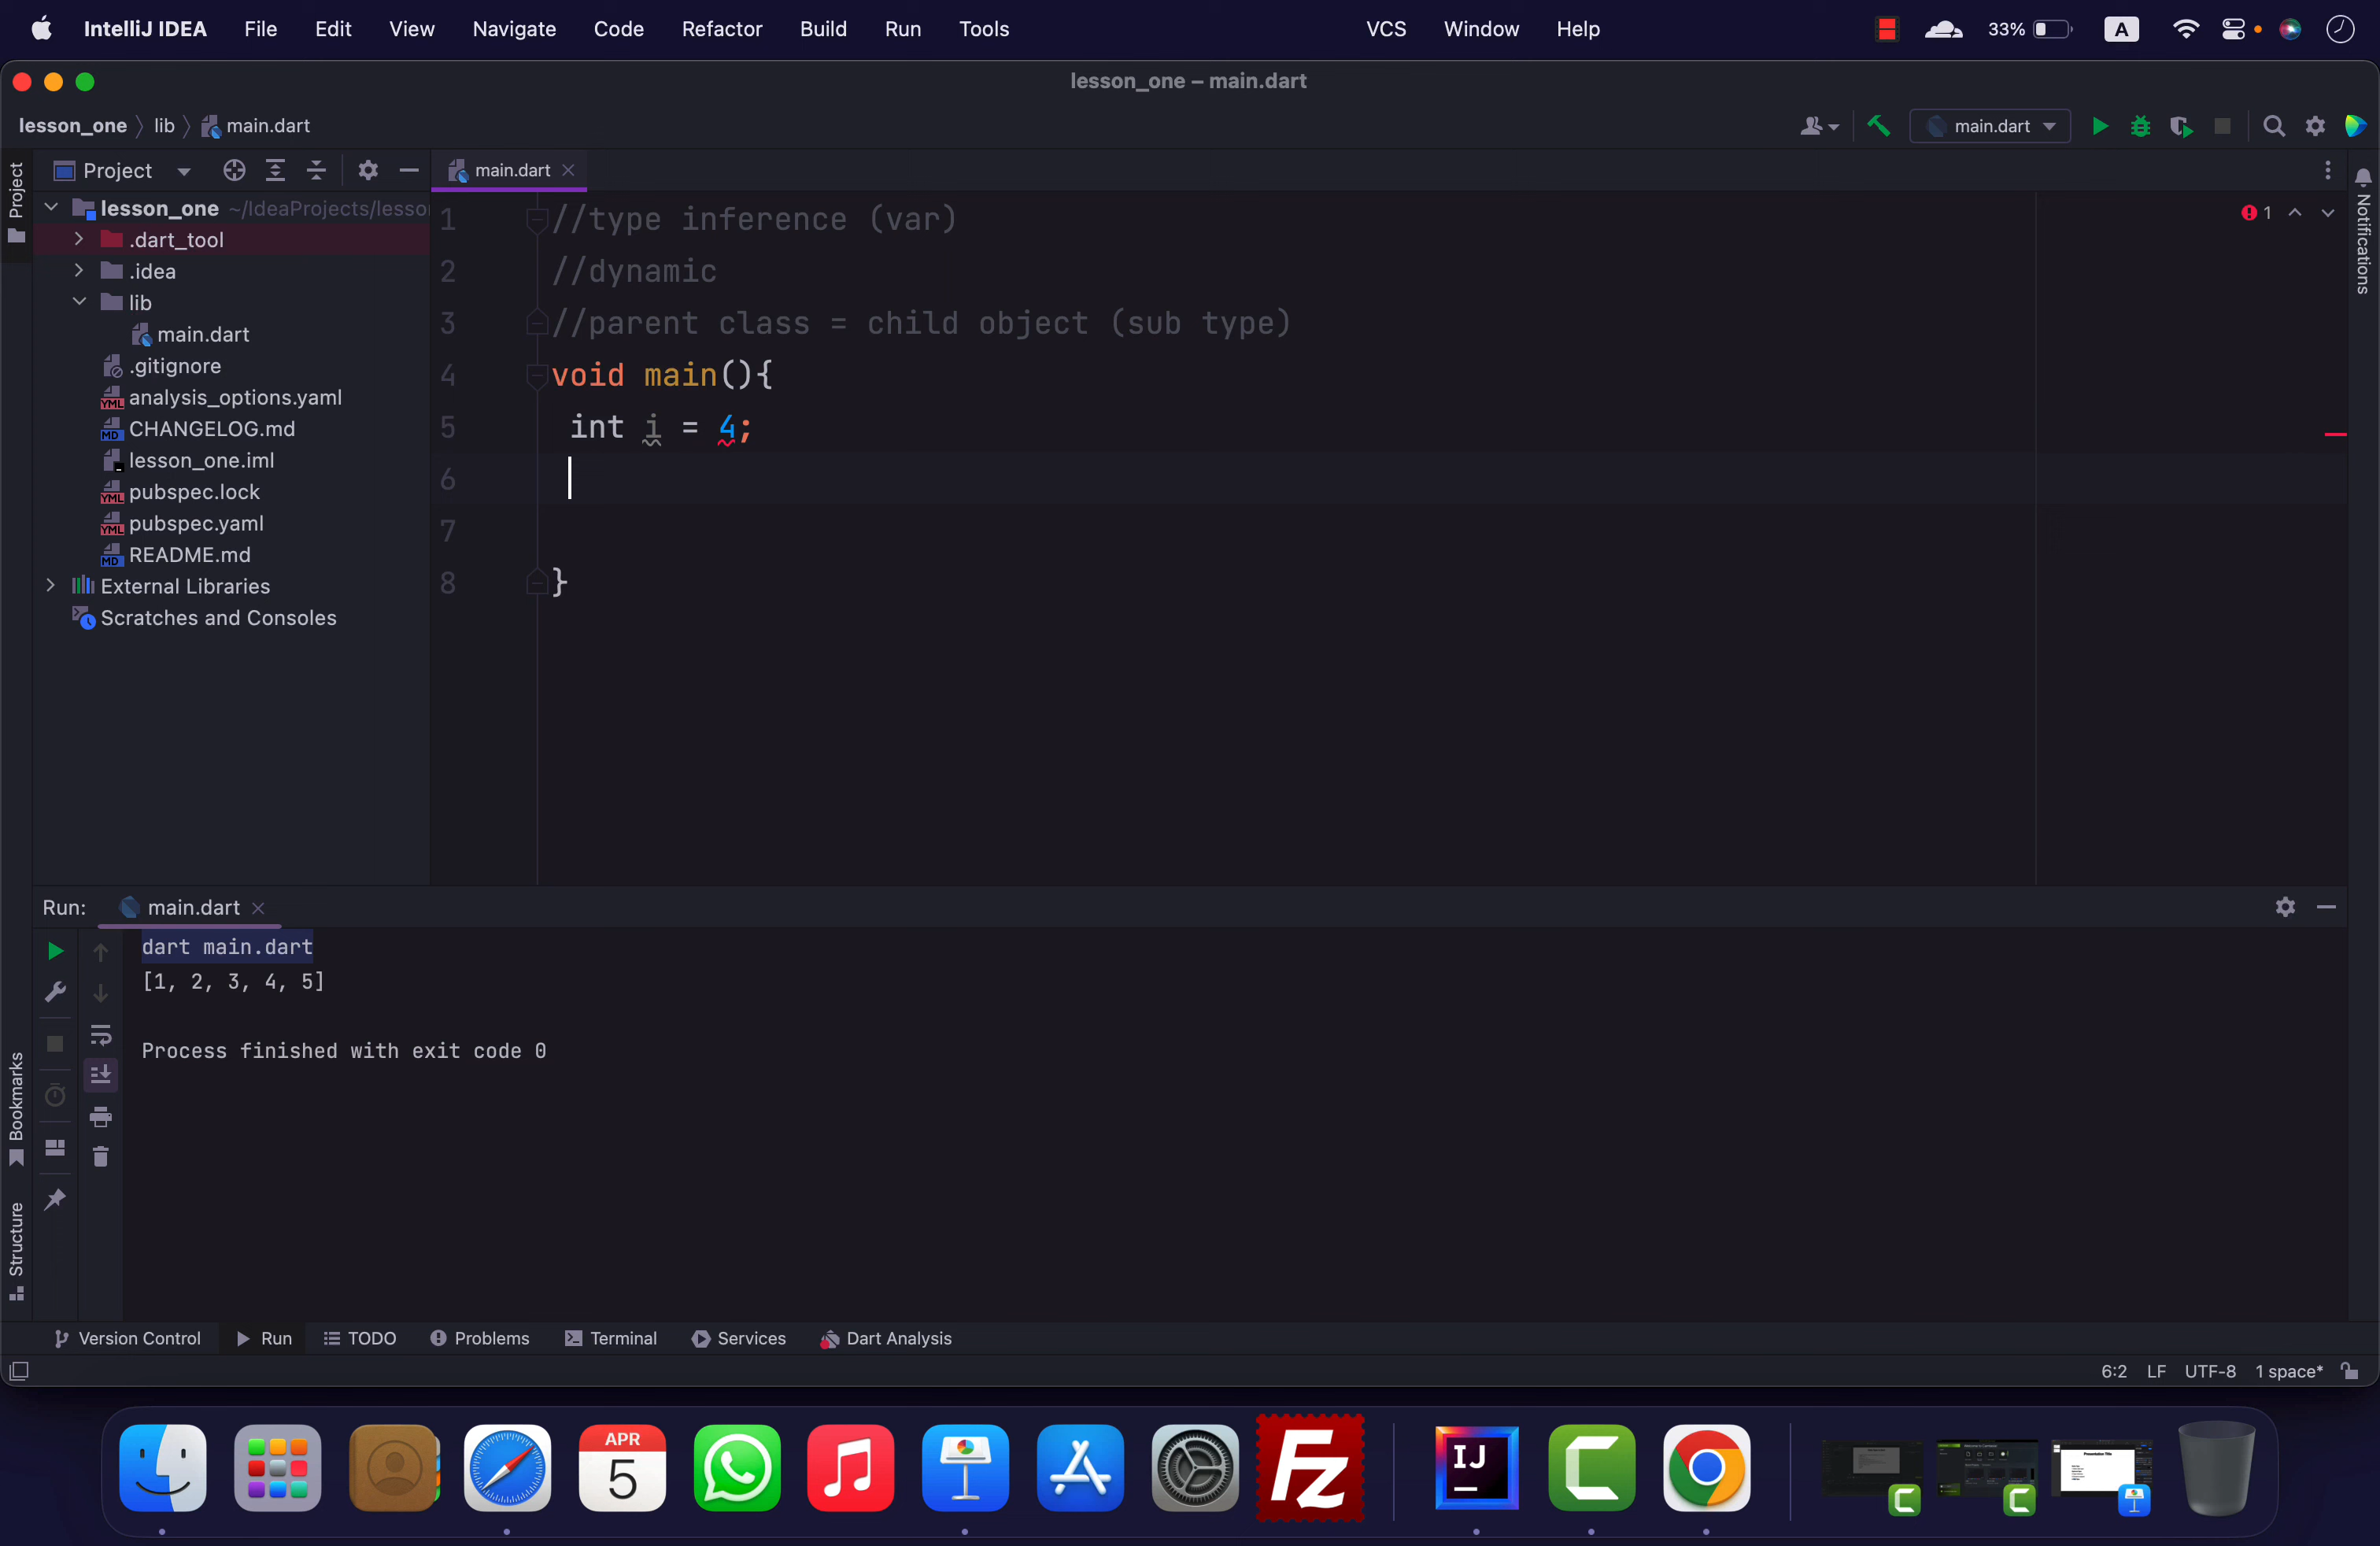 IntelliJ IDEA File Edit View Navigate Code Refactor Build Run Tools VCS Window Help 33% A
lesson_one – main.dart
lesson_one lib main.dart main.dart
Project
Project
main.dart
Notifications
lesson_one ~/IdeaProjects/lesso
.dart_tool
.idea
lib
main.dart
.gitignore
analysis_options.yaml
CHANGELOG.md
lesson_one.iml
pubspec.lock
pubspec.yaml
README.md
External Libraries
Scratches and Consoles
1
1 //type inference (var)
2 //dynamic
3 //parent class = child object (sub type)
4 void main(){
5 int i = 4;
6
7
8 }
Run: main.dart
dart main.dart
[1, 2, 3, 4, 5]
Process finished with exit code 0
Bookmarks
Structure
Version Control Run TODO Problems Terminal Services Dart Analysis
6:2 LF UTF-8 1 space*
APR
5
Fz
IJ